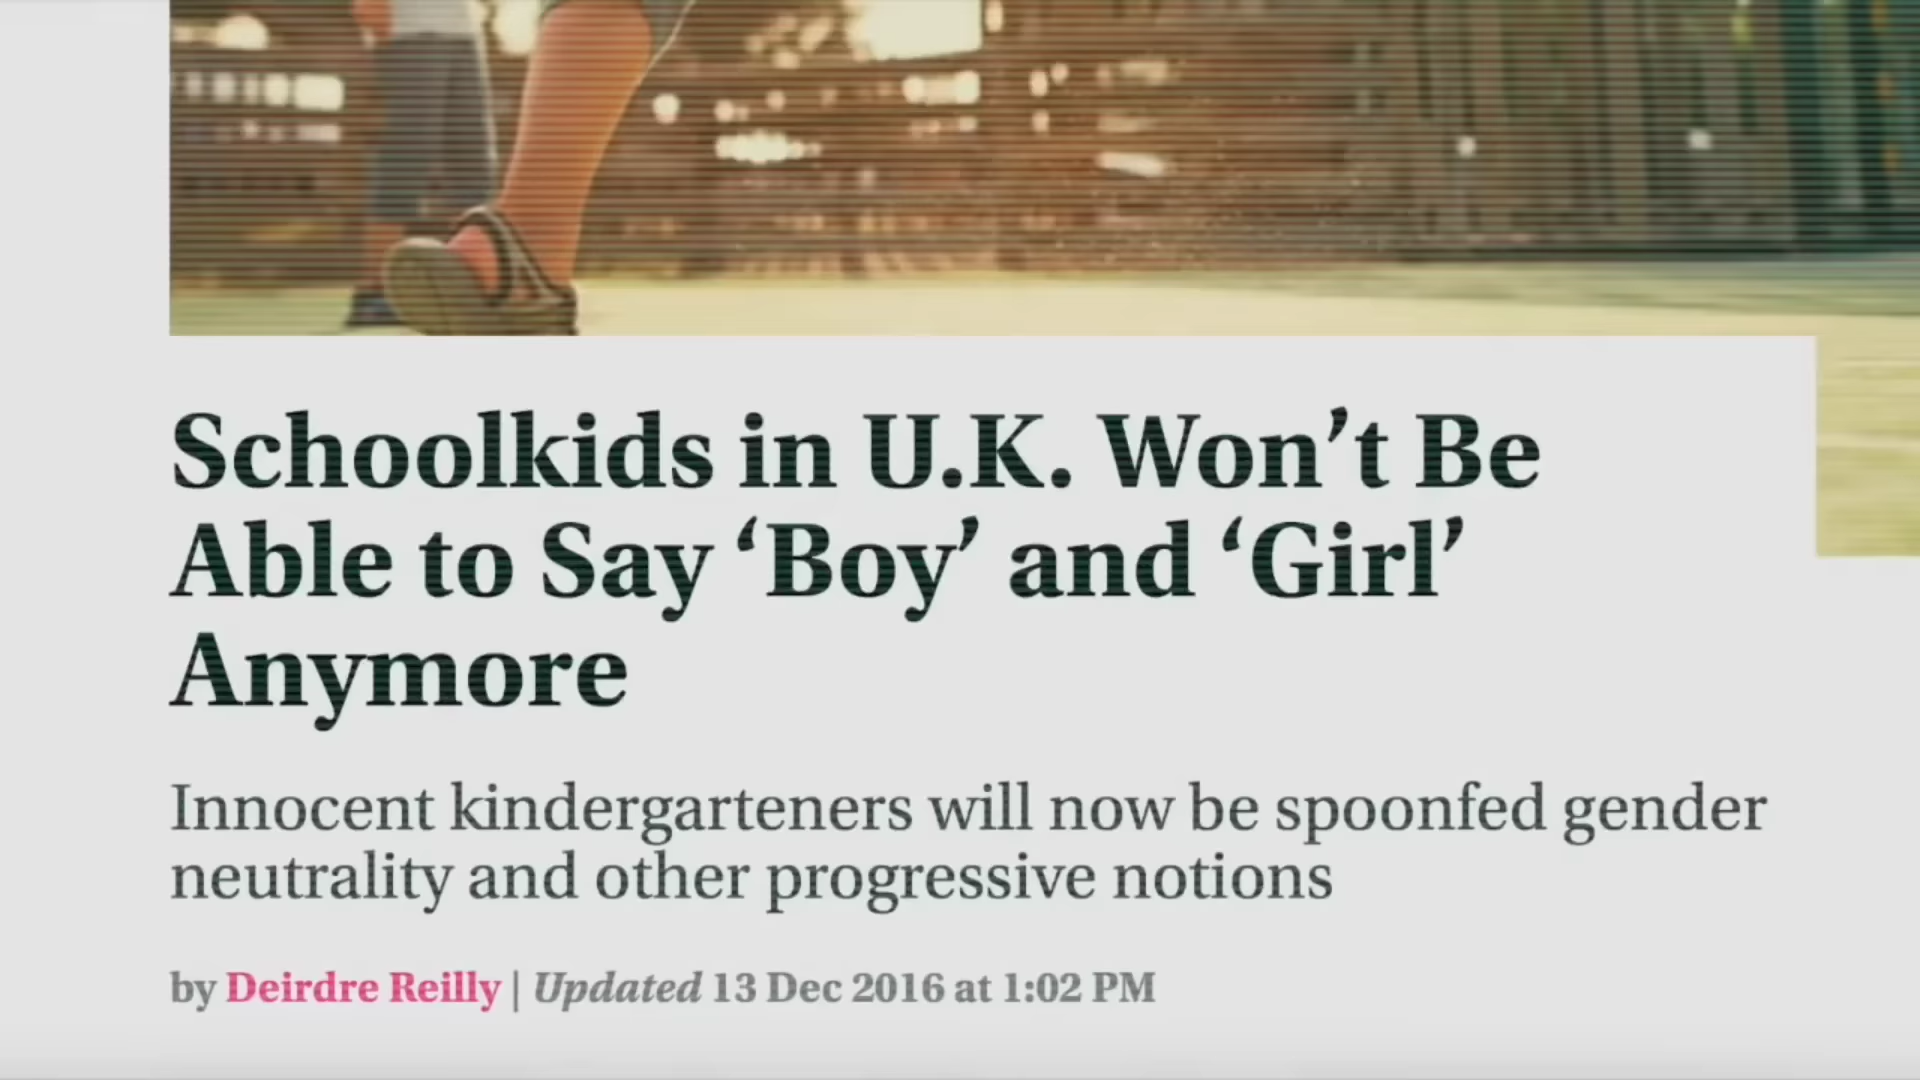 Schoolkids in U.K. Won’t Be
Able to Say ‘Boy’ and ‘Girl’
Anymore
Innocent kindergarteners will now be spoonfed gender
neutrality and other progressive notions
by Deirdre Reilly | Updated 13 Dec 2016 at 1:02 PM